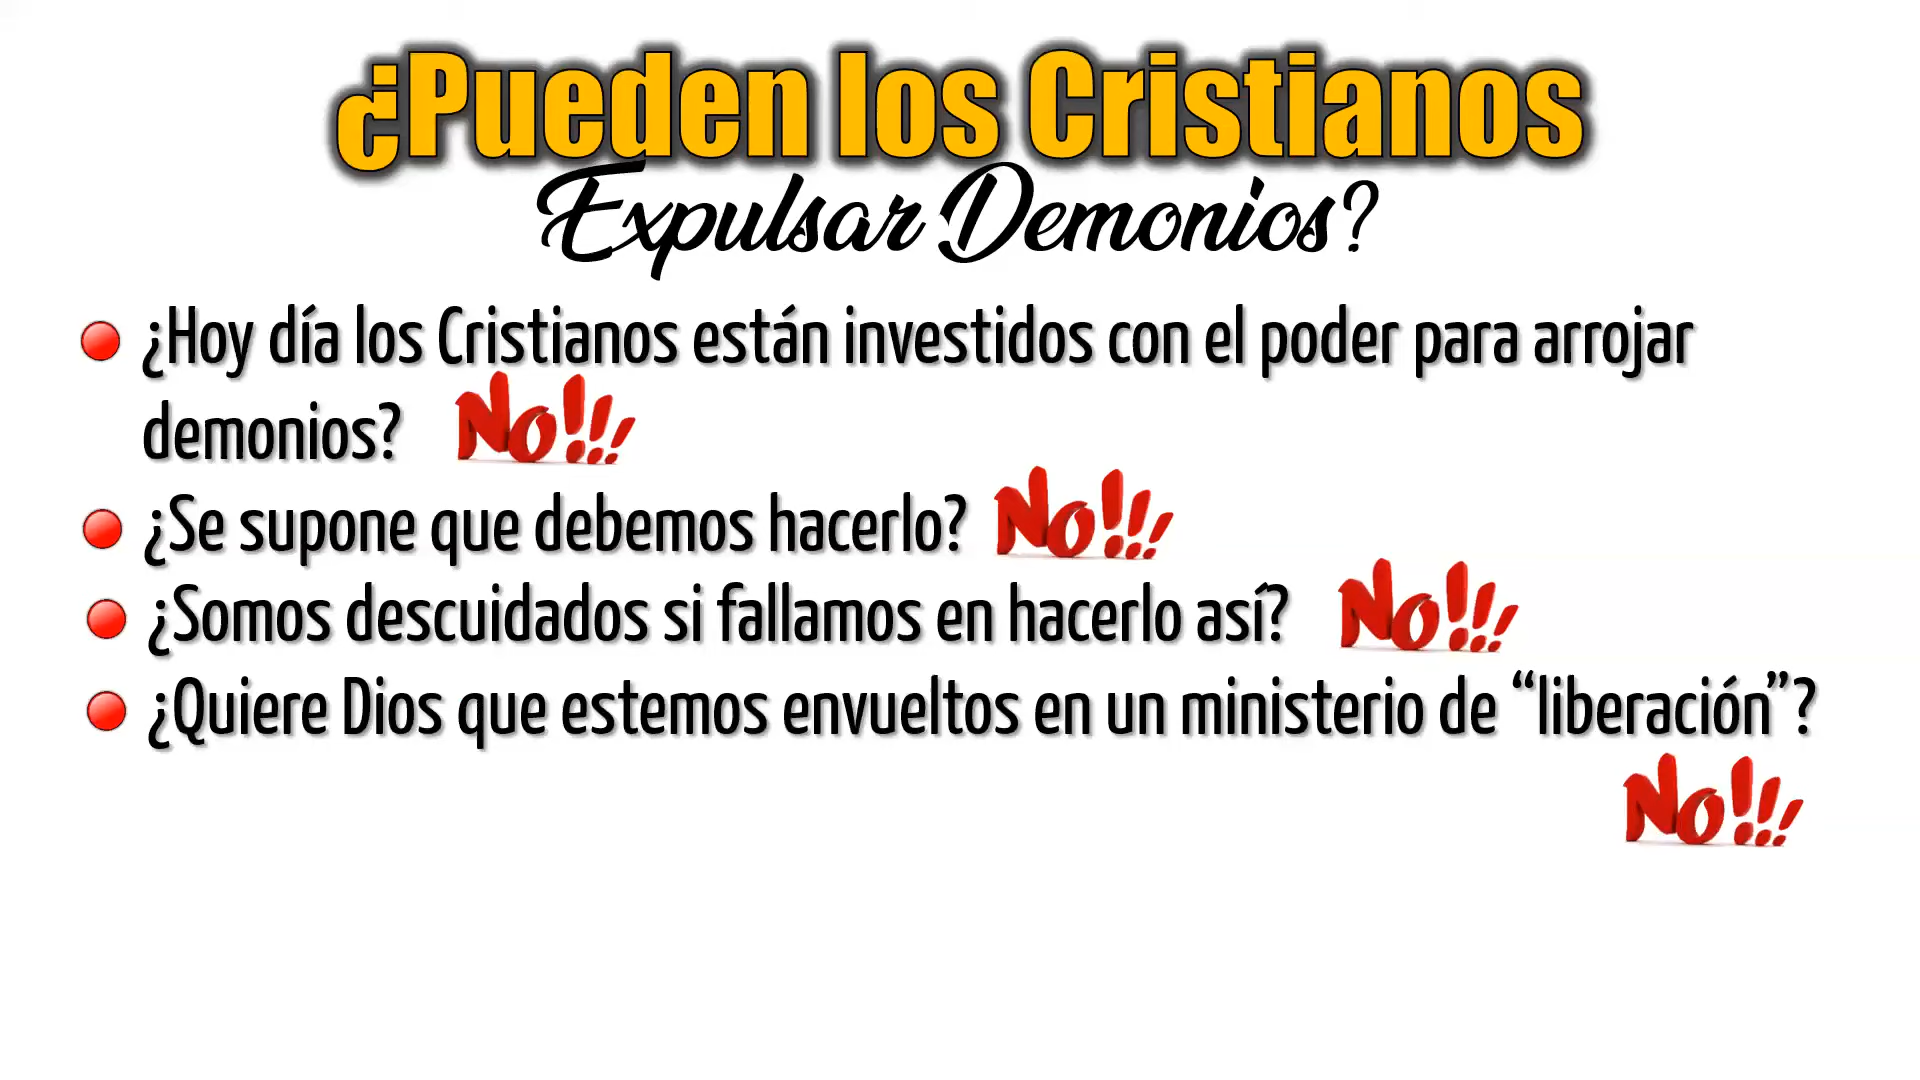 ¿Pueden los Cristianos
Expulsar Demonios?
¿Hoy día los Cristianos están investidos con el poder para arrojar
demonios? No!!!
¿Se supone que debemos hacerlo? No!!!
¿Somos descuidados si fallamos en hacerlo así? No!!!
¿Quiere Dios que estemos envueltos en un ministerio de “liberación”?
No!!!